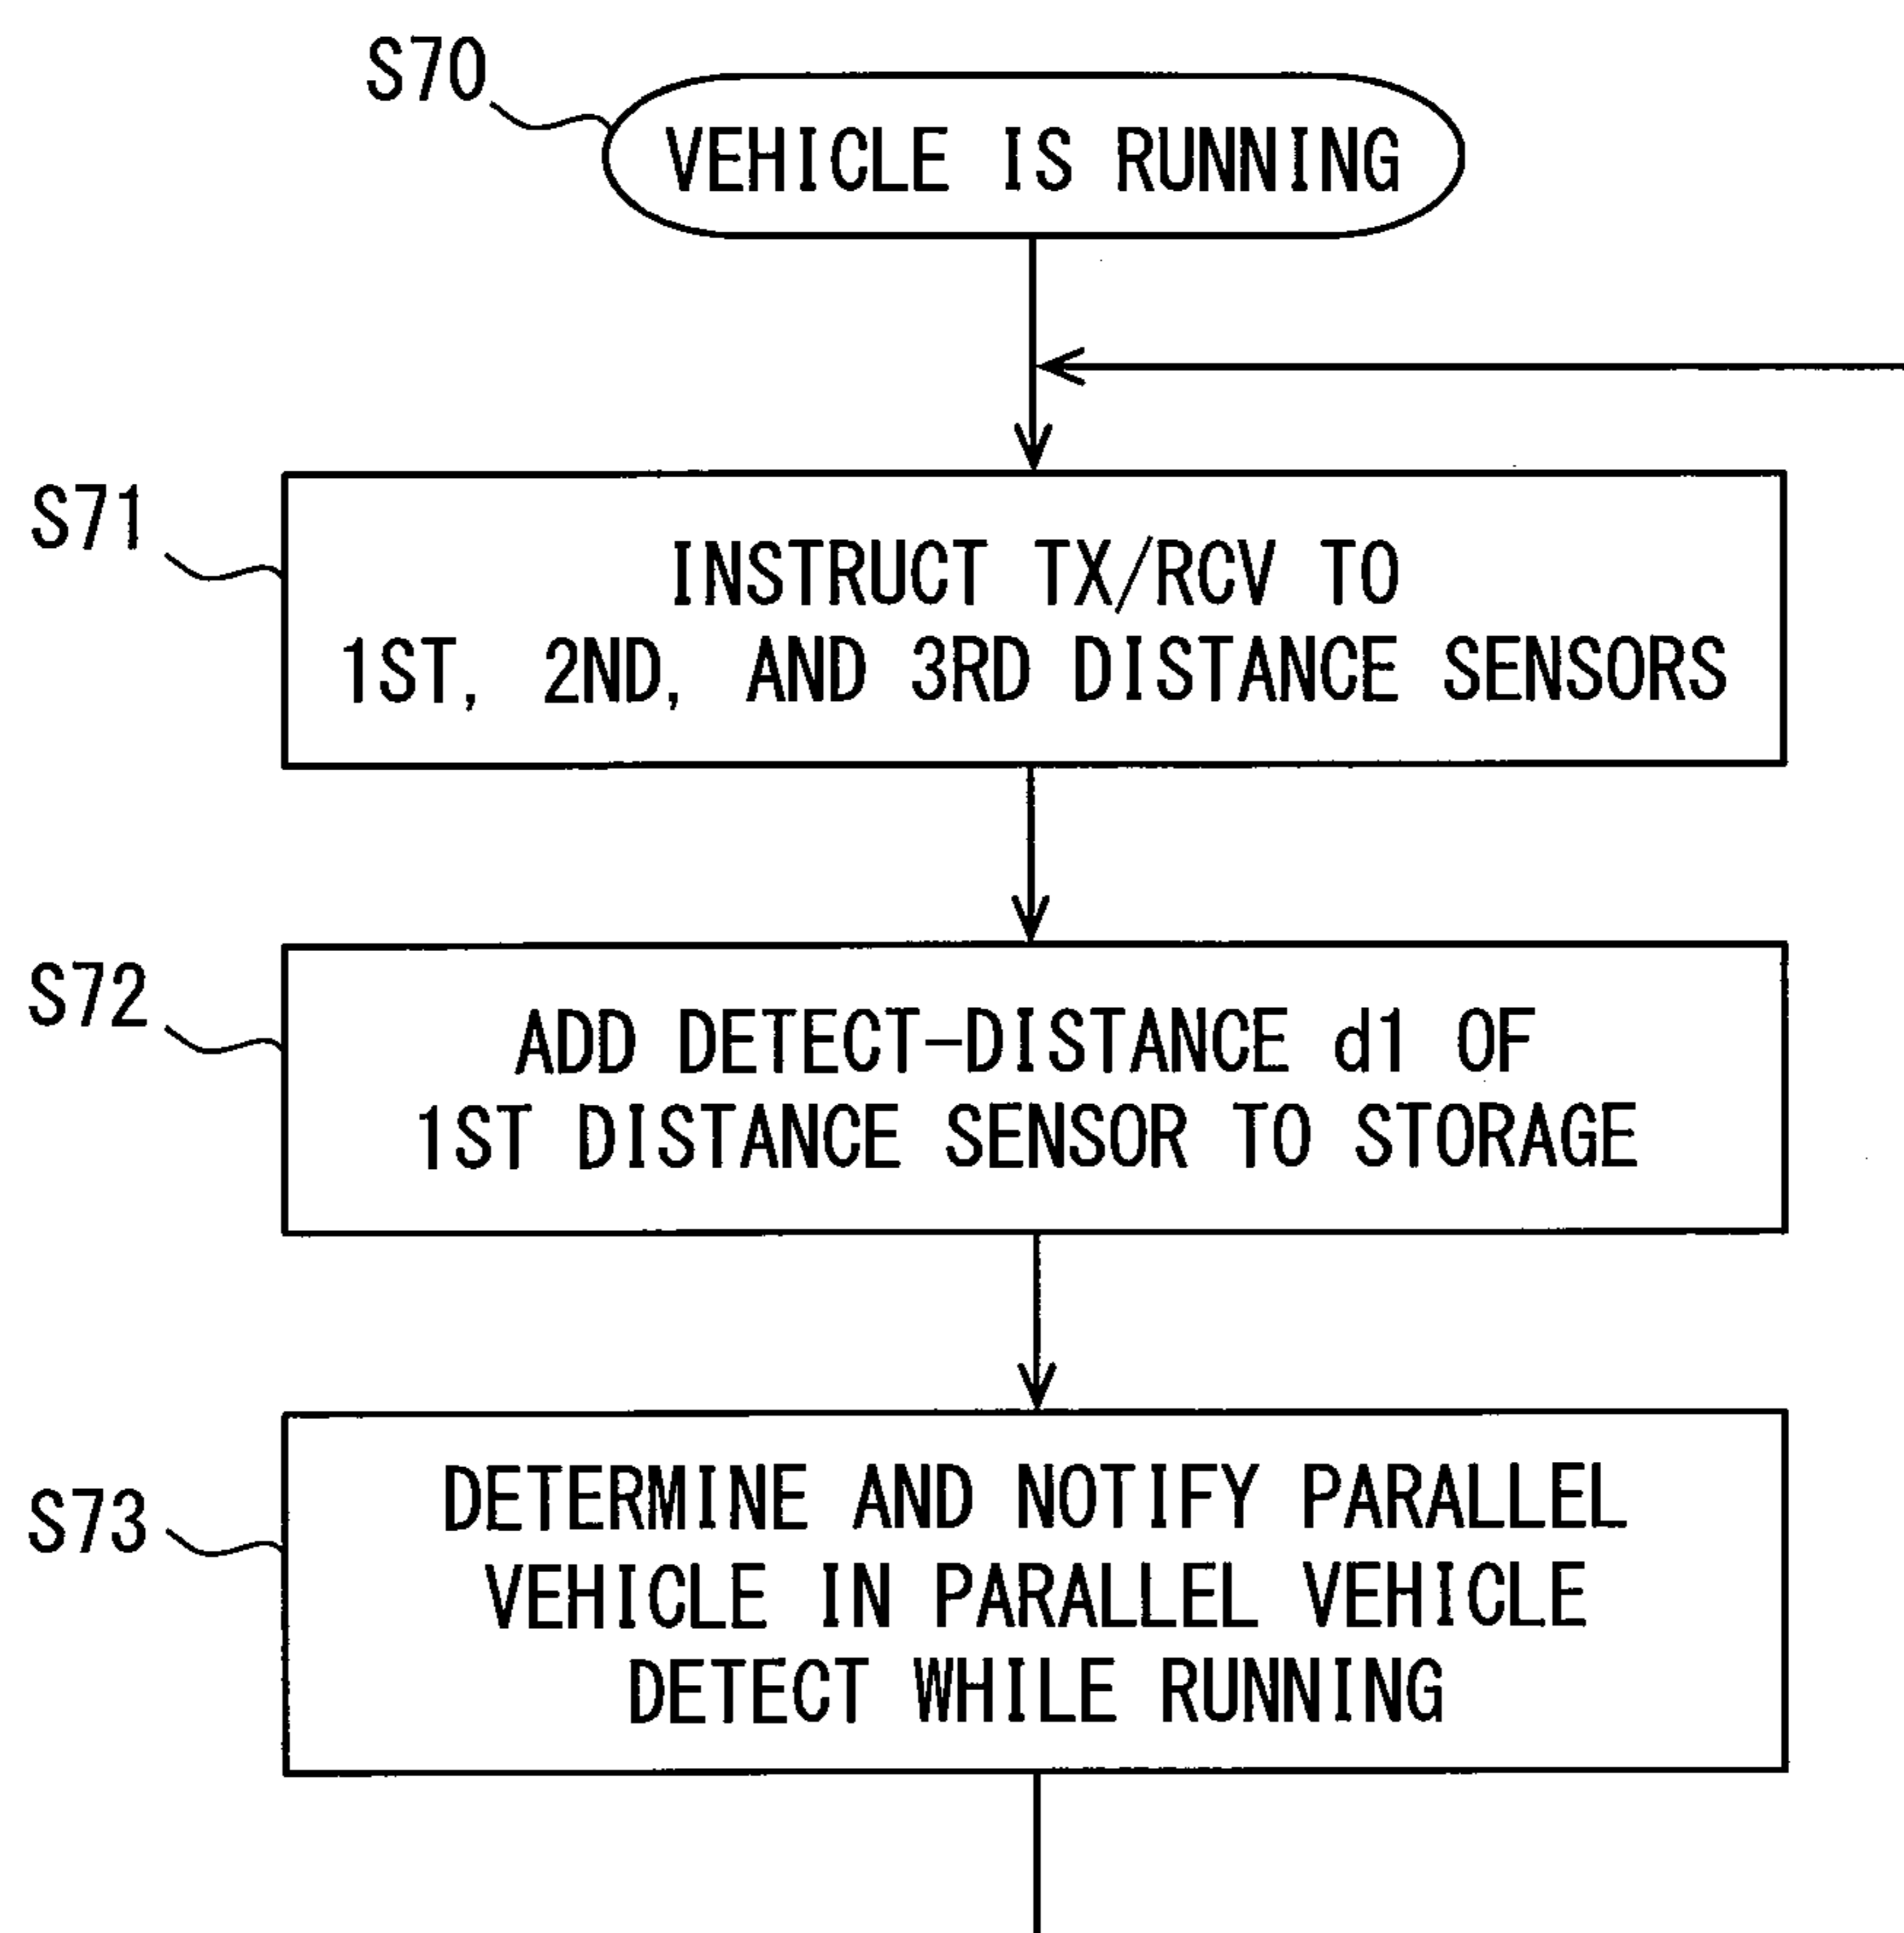 S70
VEHICLE IS RUNNING
S71
INSTRUCT TX/RCV TO
1ST, 2ND, AND 3RD DISTANCE SENSORS
S72
ADD DETECT-DISTANCE d1 OF
1ST DISTANCE SENSOR TO STORAGE
S73
DETERMINE AND NOTIFY PARALLEL
VEHICLE IN PARALLEL VEHICLE
DETECT WHILE RUNNING